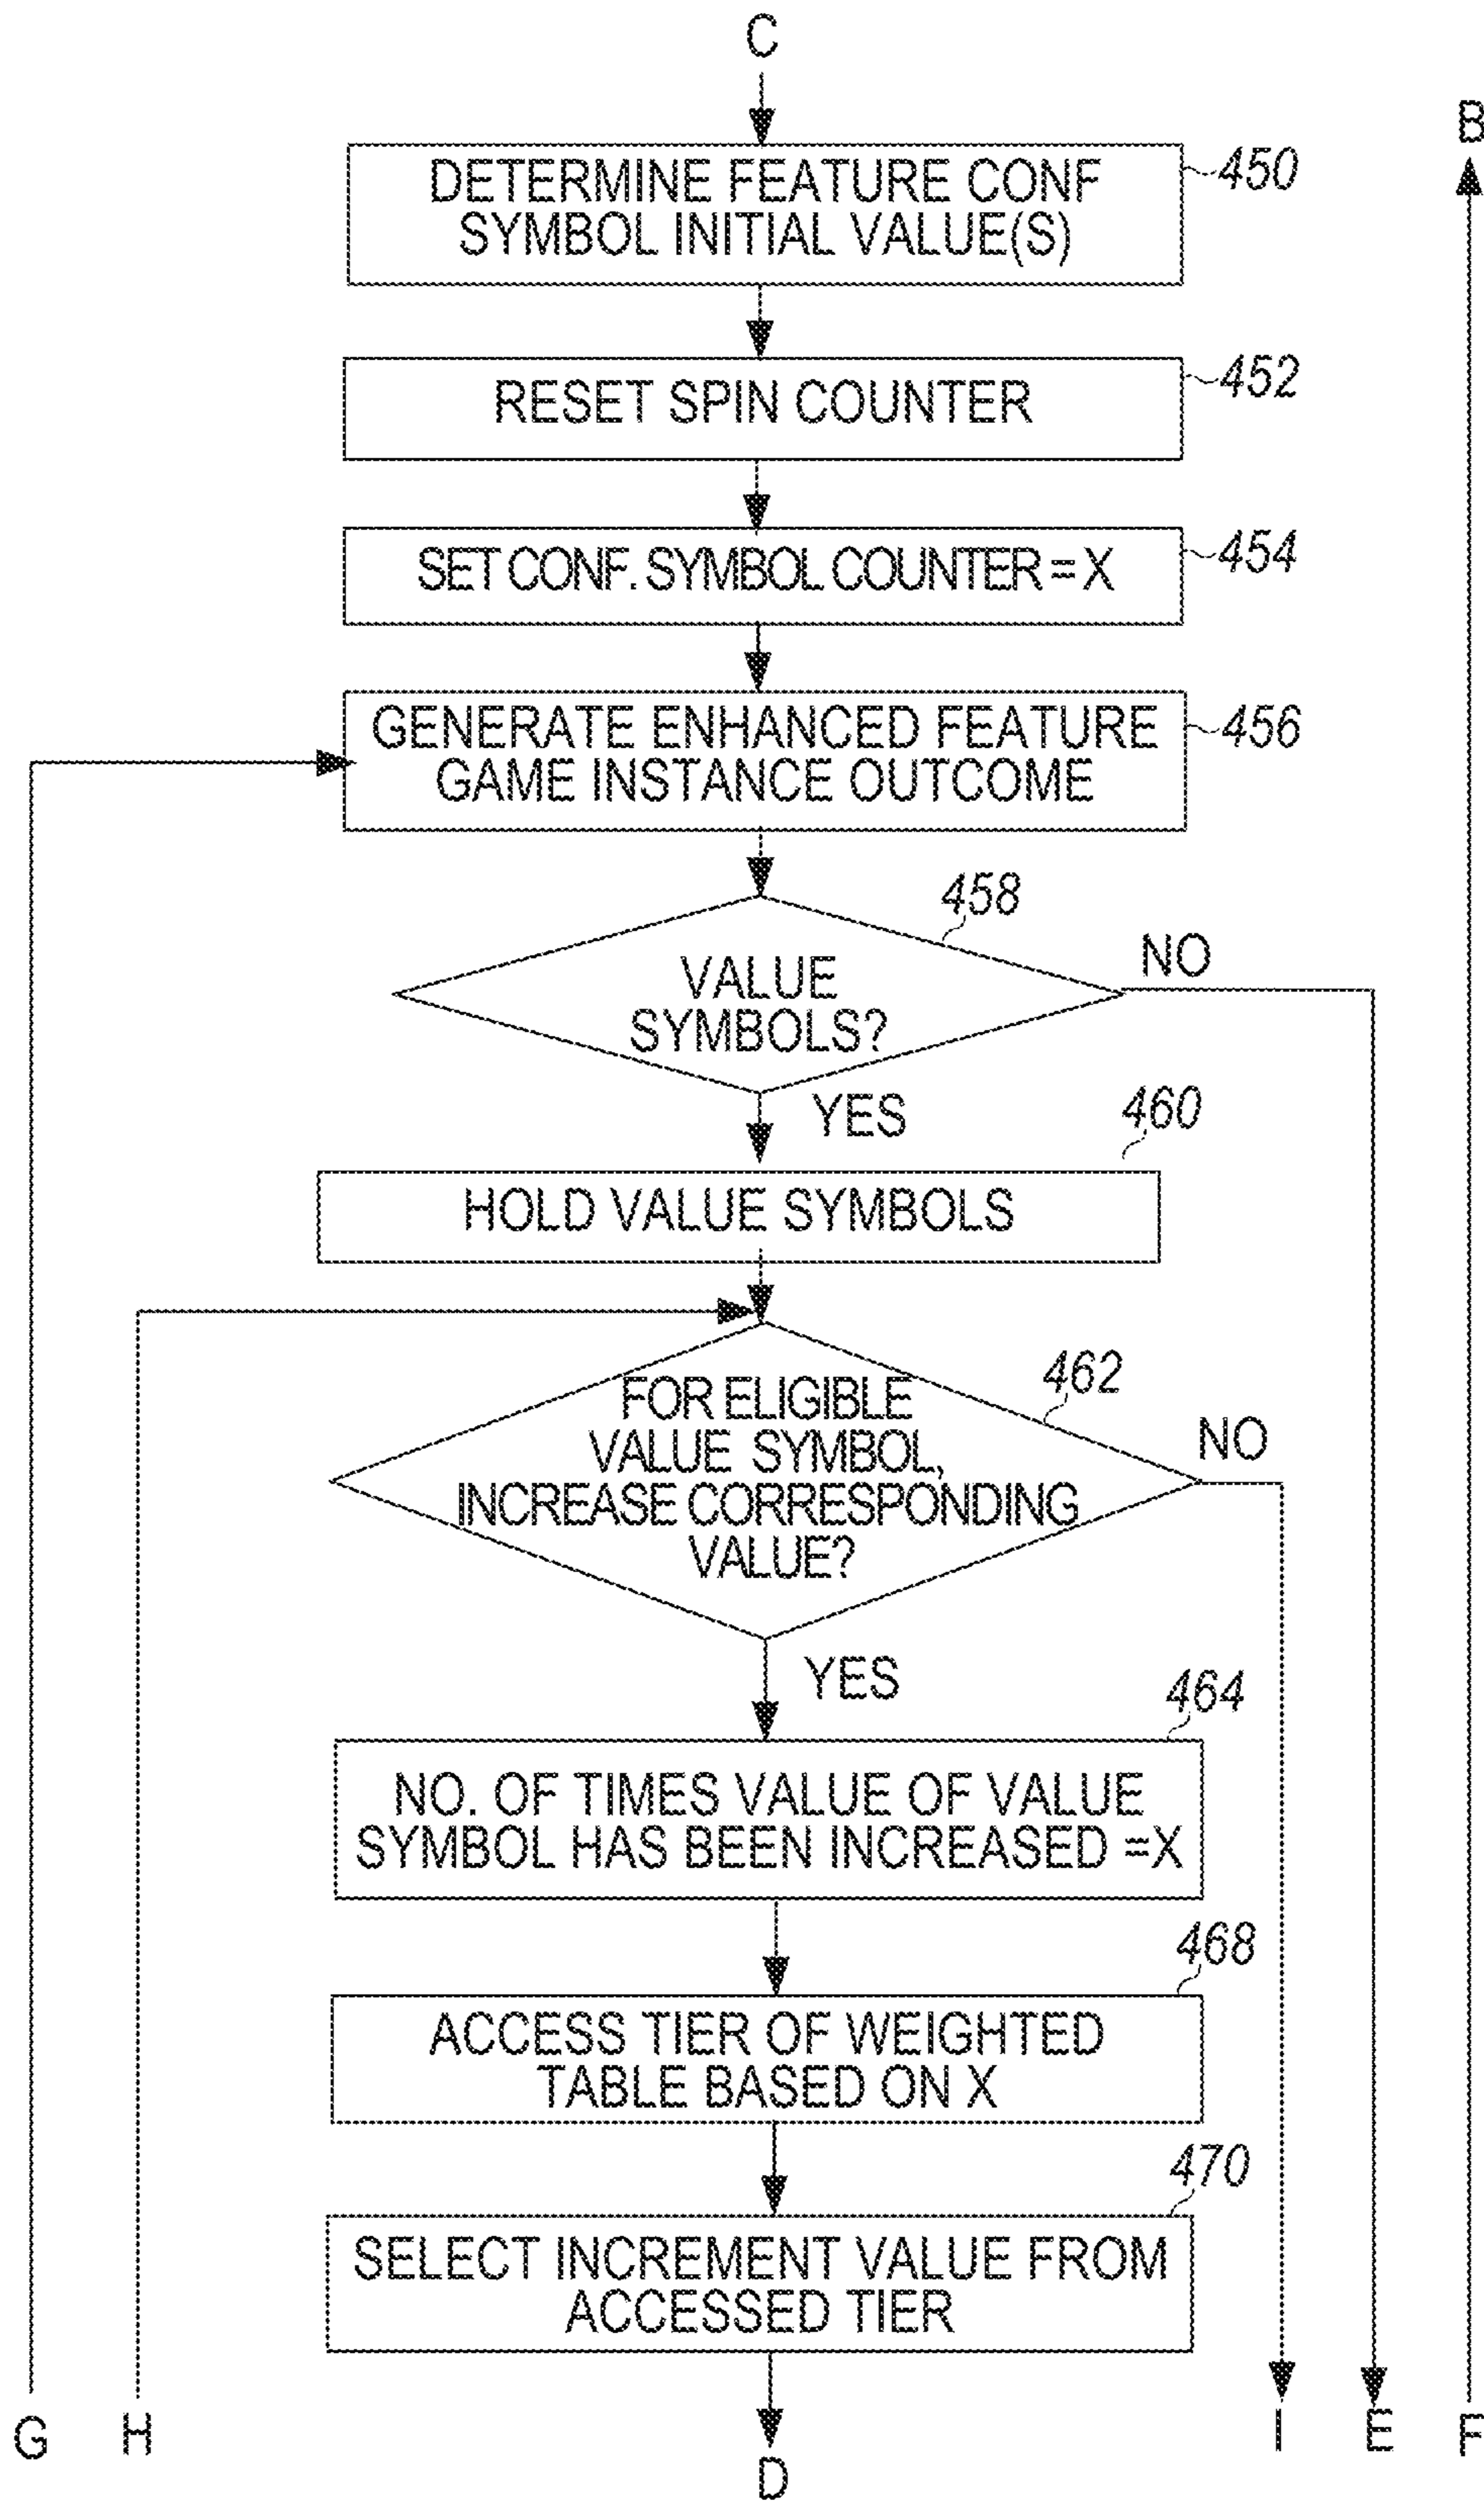 C
B
DETERMINE FEATURE CONF
SYMBOL INITIAL VALUE(S)
450
RESET SPIN COUNTER
452
SET CONF. SYMBOL COUNTER = X
454
GENERATE ENHANCED FEATURE
GAME INSTANCE OUTCOME
456
458
VALUE
SYMBOLS?
NO
YES
460
HOLD VALUE SYMBOLS
462
FOR ELIGIBLE
VALUE SYMBOL,
INCREASE CORRESPONDING
VALUE?
NO
YES
464
NO. OF TIMES VALUE OF VALUE
SYMBOL HAS BEEN INCREASED =X
468
ACCESS TIER OF WEIGHTED
TABLE BASED ON X
470
SELECT INCREMENT VALUE FROM
ACCESSED TIER
G
H
D
I
E
F